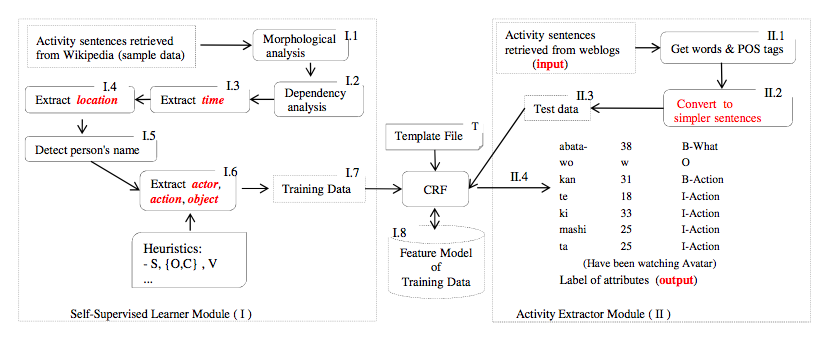 Activity sentences retrieved
from Wikipedia (sample data)
I.1
Morphological
analysis
I.2
Dependency
analysis
I.3
Extract time
I.4
Extract location
I.5
Detect person's name
I.6
Extract actor,
action, object
Heuristics:
- S, {O,C} , V
...
I.7
Training Data
Self-Supervised Learner Module ( I )
Template File
T
CRF
I.8
Feature Model
of
Training Data
Activity sentences
retrieved from weblogs
(input)
II.1
Get words & POS tags
II.2
Convert to
simpler sentences
II.3
Test data
II.4
abata- 38 B-What
wo w O
kan 31 B-Action
te 18 I-Action
ki 33 I-Action
mashi 25 I-Action
ta 25 I-Action
(Have been watching Avatar)
Label of attributes (output)
Activity Extractor Module ( II )